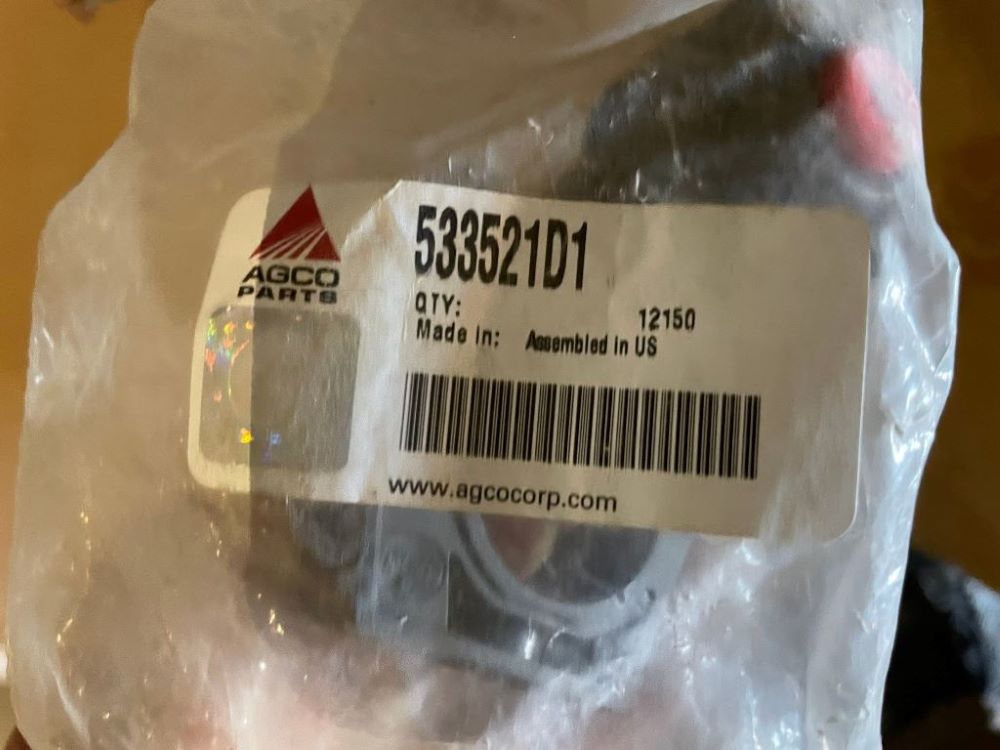 AGCO
PARTS
533521D1
QTY:
12150
Made in: Assembled in US
www.agcocorp.com